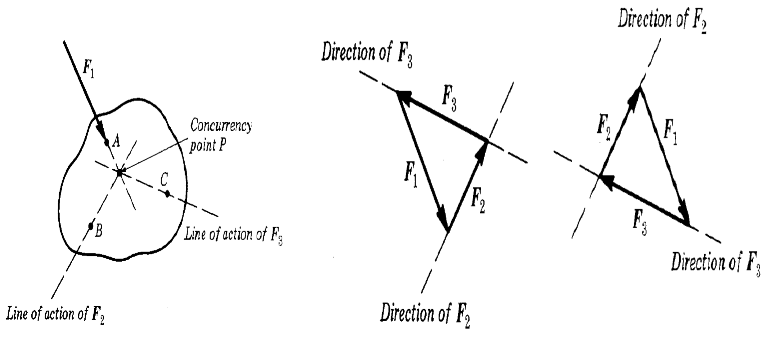 F₁
A
Concurrency
point P
C
B
Line of action of F₃
Line of action of F₂
Direction of F₃
F₃
F₁
F₂
Direction of F₂
Direction of F₂
F₂
F₁
F₃
Direction of F₃